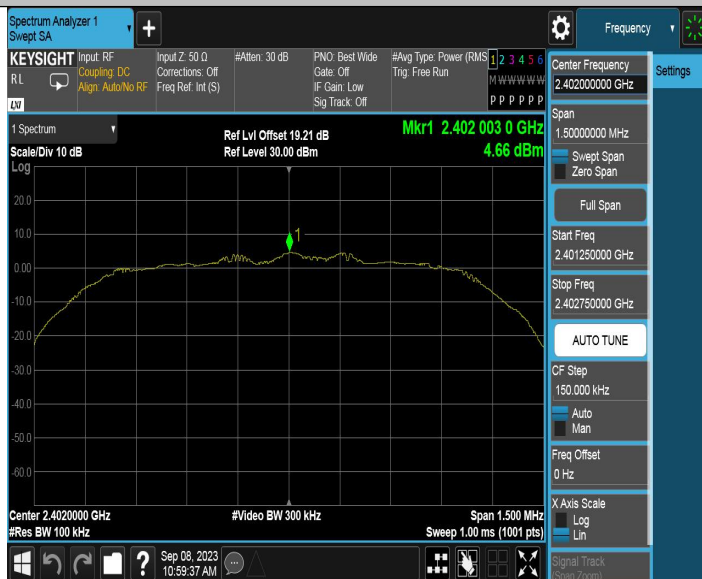 Spectrum Analyzer 1
Swept SA
Frequency
KEYSIGHT
RL
LXI
Input: RF
Coupling: DC
Align: Auto/No RF
Input Z: 50 Ω
Corrections: Off
Freq Ref: Int (S)
#Atten: 30 dB
PNO: Best Wide
Gate: Off
IF Gain: Low
Sig Track: Off
#Avg Type: Power (RMS
Trig: Free Run
1 2 3 4 5 6
M W W W W W
P P P P P P
Settings
Center Frequency
2.402000000 GHz
Span
1.50000000 MHz
Swept Span
Zero Span
Full Span
Start Freq
2.401250000 GHz
Stop Freq
2.402750000 GHz
AUTO TUNE
CF Step
150.000 kHz
Auto
Man
Freq Offset
0 Hz
X Axis Scale
Log
Lin
Signal Track
(Span Zoom)
1 Spectrum
Scale/Div 10 dB
Log
Ref Lvl Offset 19.21 dB
Ref Level 30.00 dBm
Mkr1 2.402 003 0 GHz
4.66 dBm
20.0
10.0
1
0.00
-10.0
-20.0
-30.0
-40.0
-50.0
-60.0
Center 2.4020000 GHz
#Res BW 100 kHz
#Video BW 300 kHz
Span 1.500 MHz
Sweep 1.00 ms (1001 pts)
Sep 08, 2023
10:59:37 AM